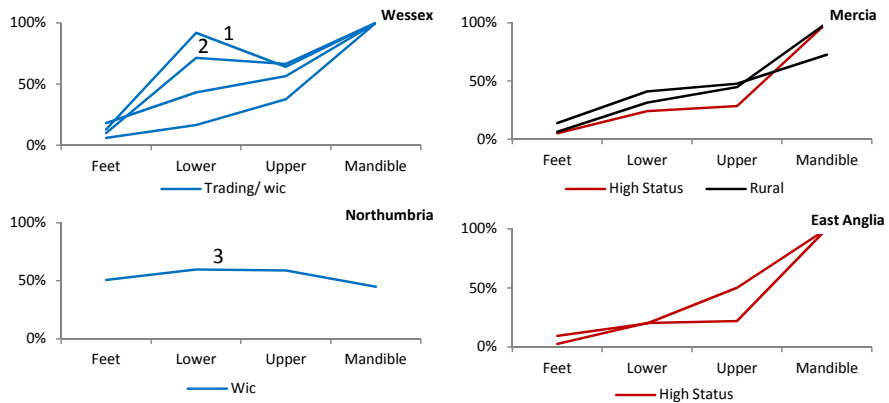 Wessex
100%
50%
0%
1
2
Feet Lower Upper Mandible
Trading/ wic
Mercia
100%
50%
0%
Feet Lower Upper Mandible
High Status Rural
Northumbria
100%
50%
0%
3
Feet Lower Upper Mandible
Wic
East Anglia
100%
50%
0%
Feet Lower Upper Mandible
High Status